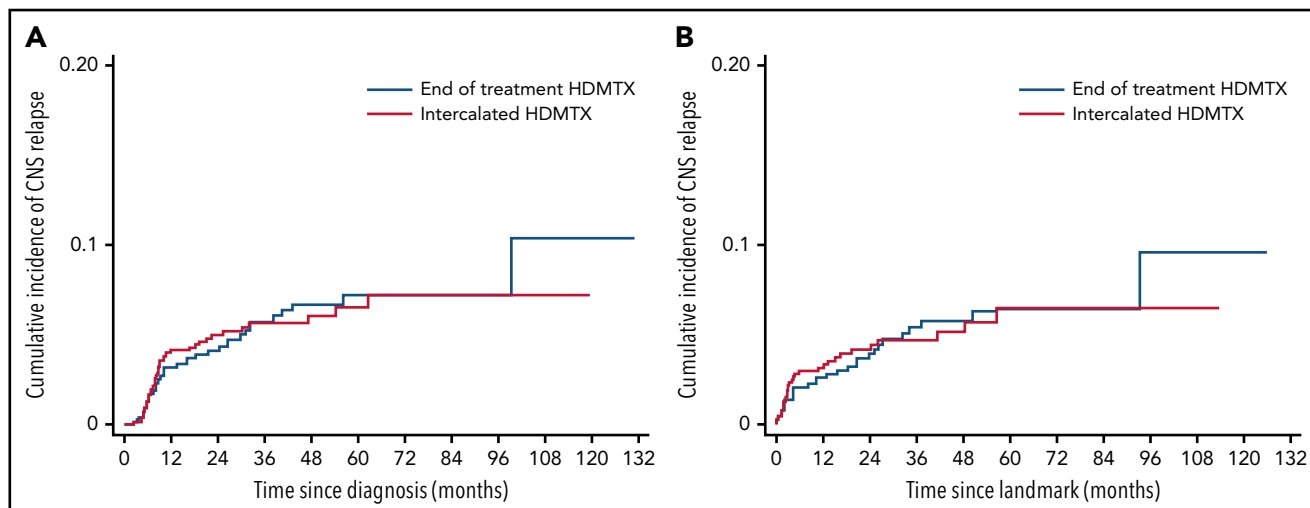 A
Cumulative incidence of CNS relapse
0.20
0.1
0
End of treatment HDMTX
Intercalated HDMTX
0 12 24 36 48 60 72 84 96 108 120 132
Time since diagnosis (months)
B
Cumulative incidence of CNS relapse
0.20
0.1
0
End of treatment HDMTX
Intercalated HDMTX
0 12 24 36 48 60 72 84 96 108 120 132
Time since landmark (months)